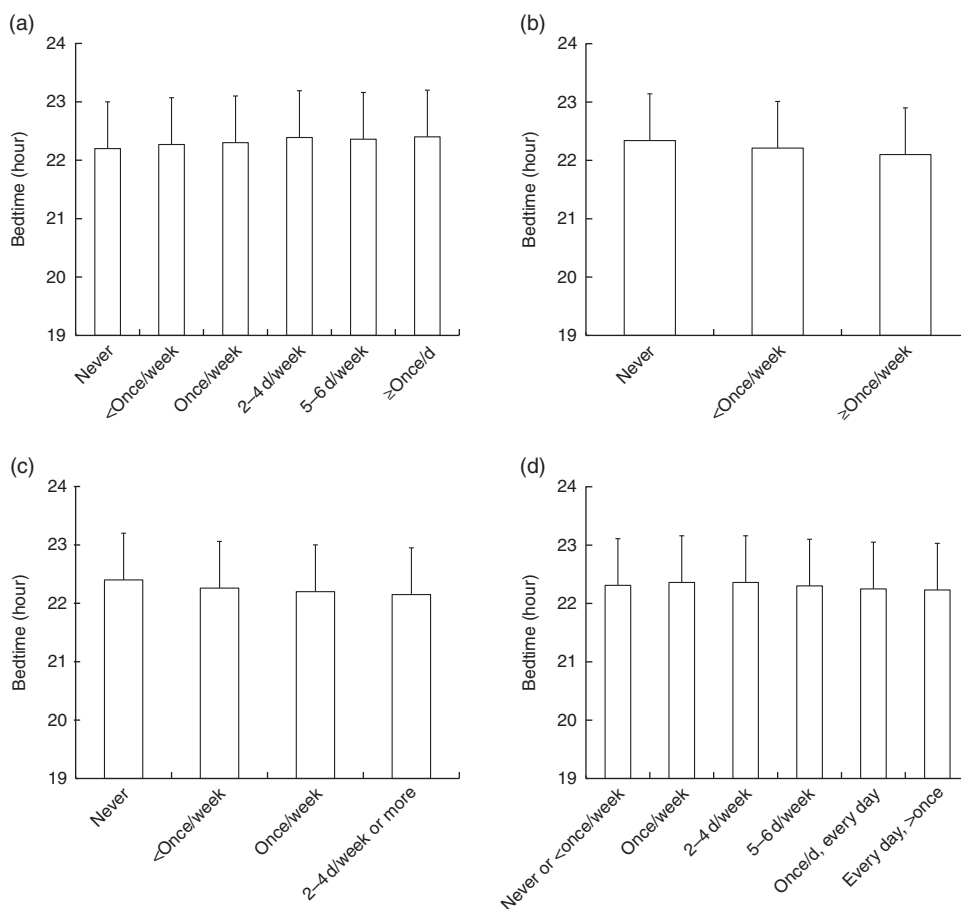 (a)
24
23
22
21
20
19
Bedtime (hour)
Never
<Once/week
Once/week
2–4 d/week
5–6 d/week
≥Once/d
(b)
24
23
22
21
20
19
Bedtime (hour)
Never
<Once/week
≥Once/week
(c)
24
23
22
21
20
19
Bedtime (hour)
Never
<Once/week
Once/week
2–4 d/week or more
(d)
24
23
22
21
20
19
Bedtime (hour)
Never or <once/week
Once/week
2–4 d/week
5–6 d/week
Once/d, every day
Every day, >once